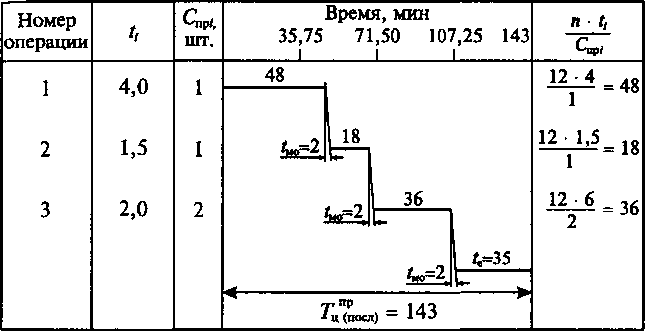 Номер операции t_i C_прi, шт. Время, мин n · t_i / C_прi
35,75 71,50 107,25 143
1 4,0 1 48 12 · 4 / 1 = 48
t_мо=2
2 1,5 1 18 12 · 1,5 / 1 = 18
t_мо=2
3 2,0 2 36 12 · 6 / 2 = 36
t_мо=2 t_е=35
T_ц (посл)^пр = 143